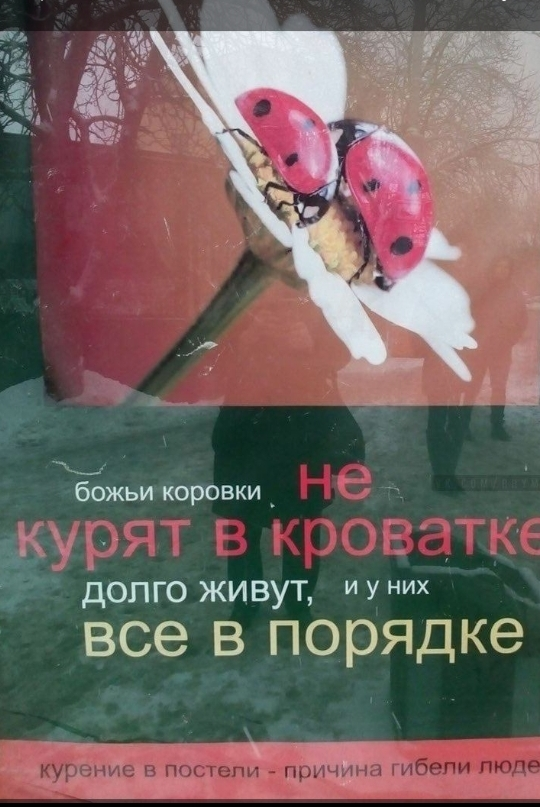 божьи коровки не
курят в кроватке
долго живут, и у них
все в порядке
курение в постели - причина гибели люде